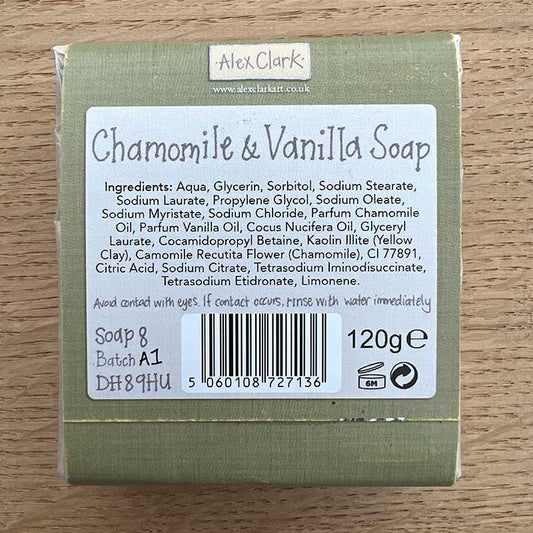 Alex Clark
www.alexclarkart.co.uk
Chamomile & Vanilla Soap
Ingredients: Aqua, Glycerin, Sorbitol, Sodium Stearate,
Sodium Laurate, Propylene Glycol, Sodium Oleate,
Sodium Myristate, Sodium Chloride, Parfum Chamomile
Oil, Parfum Vanilla Oil, Cocus Nucifera Oil, Glyceryl
Laurate, Cocamidopropyl Betaine, Kaolin Illite (Yellow
Clay), Camomile Recutita Flower (Chamomile), CI 77891,
Citric Acid, Sodium Citrate, Tetrasodium Iminodisuccinate,
Tetrasodium Etidronate, Limonene.
Avoid contact with eyes. If contact occurs, rinse with water immediately
Soap 8
Batch A1
DH89HU
5 060108 727136
120g e
6M